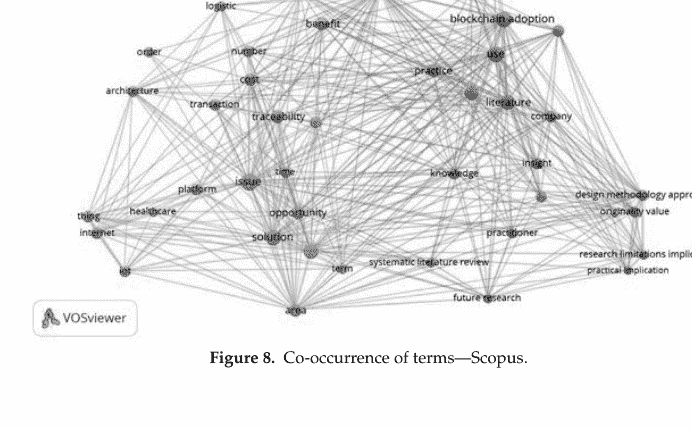 logistic
benefit
blockchain adoption
order
number
use
practice
cost
architecture
transaction
literature
traceability
company
insight
time
knowledge
issue
platform
design methodology appro
healthcare
opportunity
originality value
thing
internet
solution
practitioner
research limitations implic
systematic literature review
term
practical implication
iot
future research
area
VOSviewer
Figure 8. Co-occurrence of terms—Scopus.